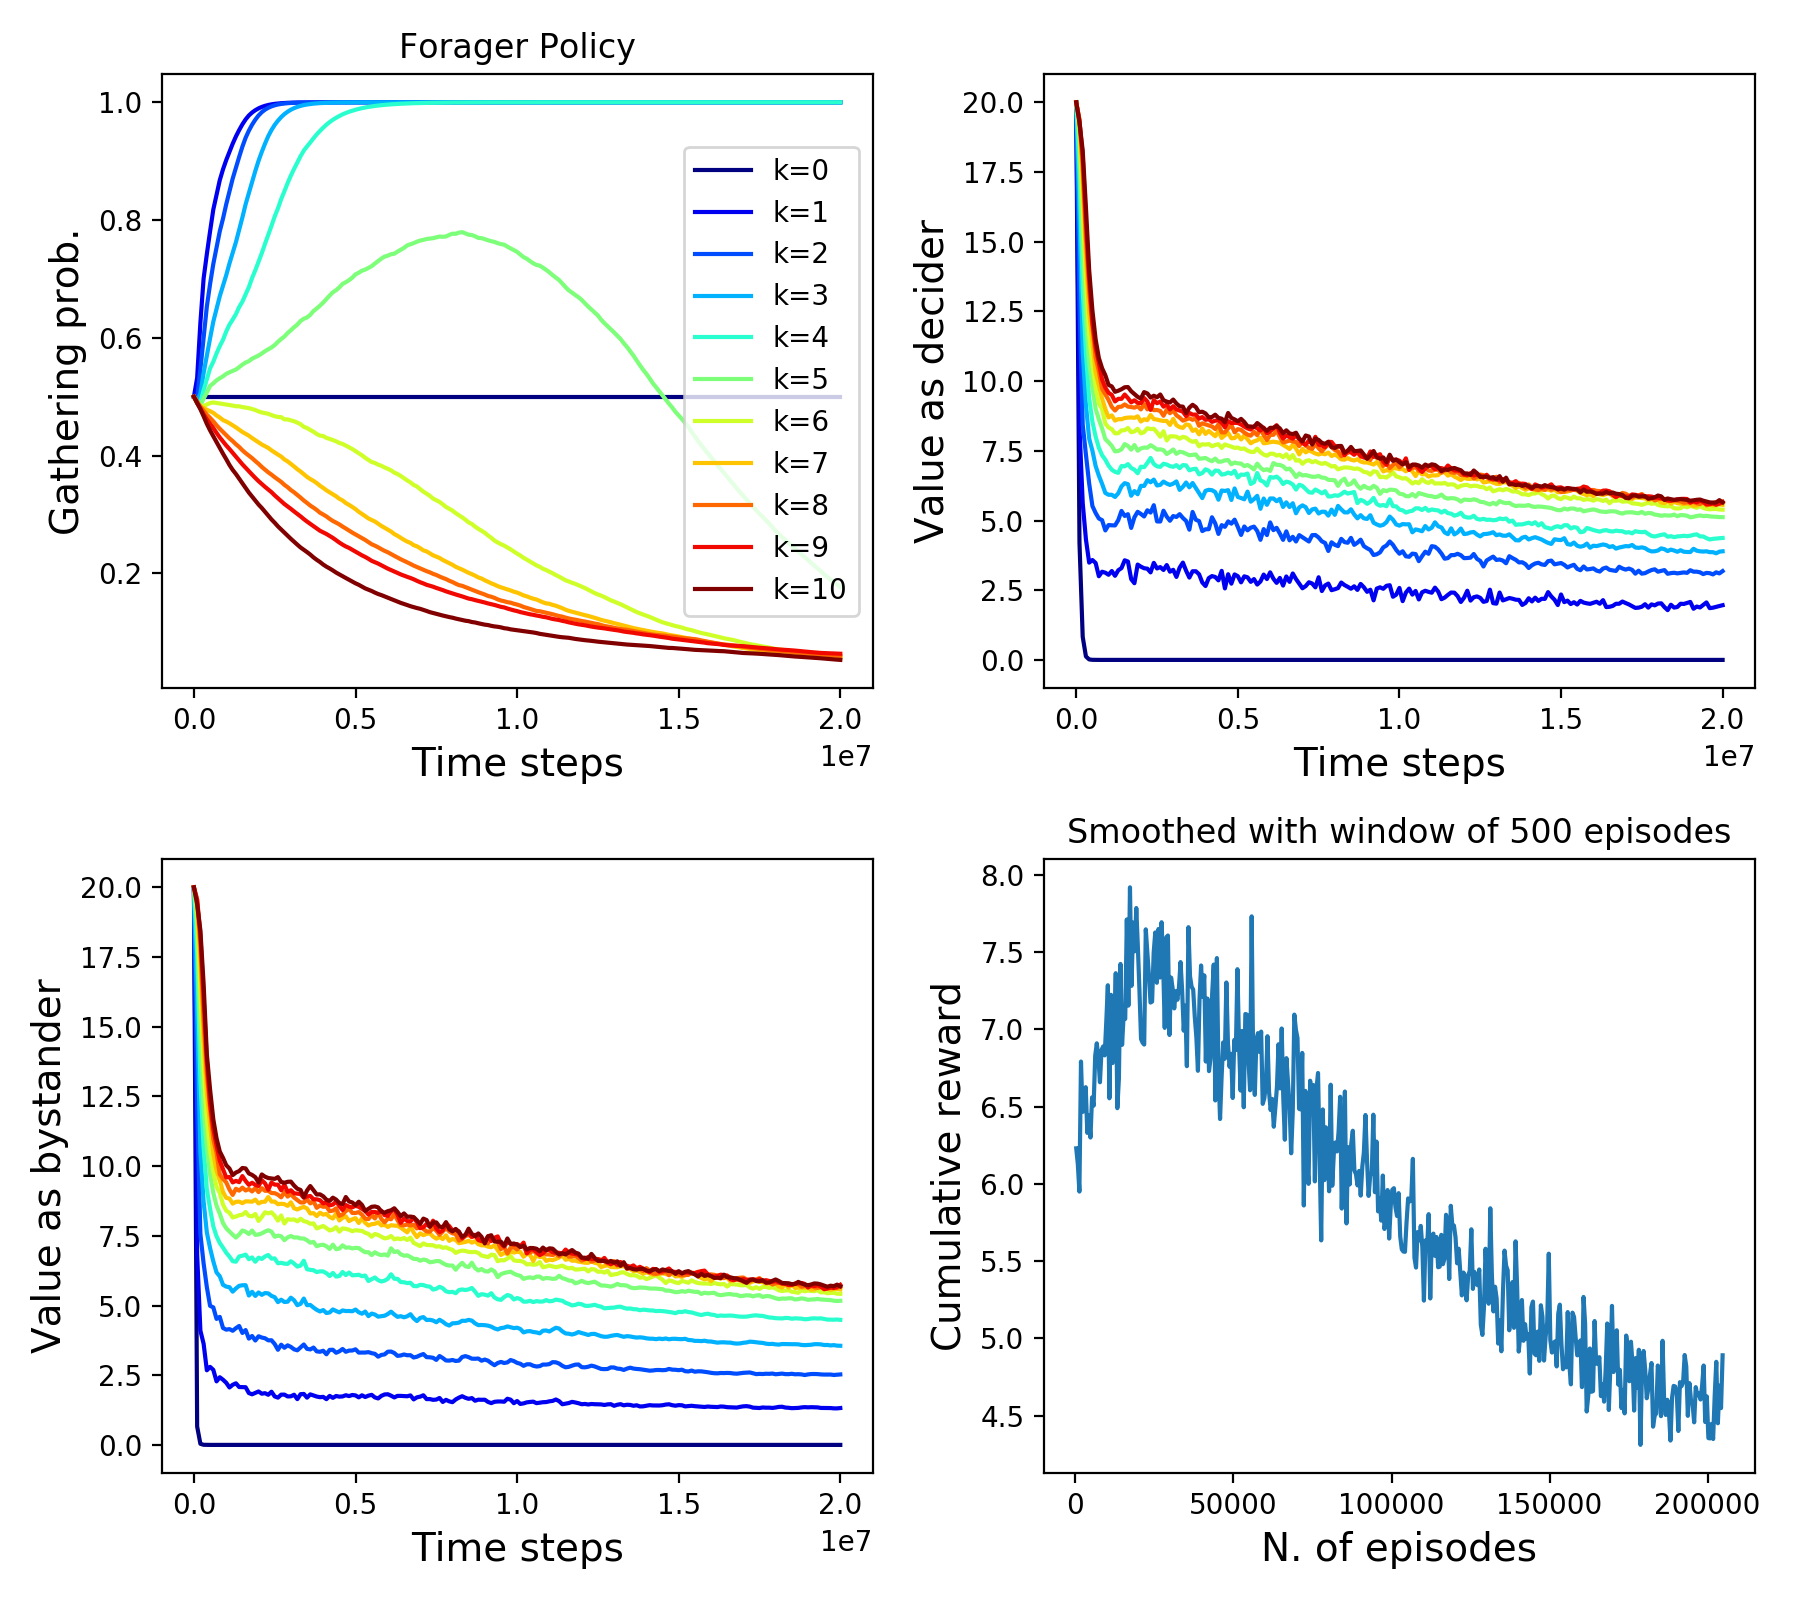 Forager Policy
Gathering prob.
1.0
0.8
0.6
0.4
0.2
k=0
k=1
k=2
k=3
k=4
k=5
k=6
k=7
k=8
k=9
k=10
0.0 0.5 1.0 1.5 2.0
1e7
Time steps
Value as decider
20.0
17.5
15.0
12.5
10.0
7.5
5.0
2.5
0.0
0.0 0.5 1.0 1.5 2.0
1e7
Time steps
Value as bystander
20.0
17.5
15.0
12.5
10.0
7.5
5.0
2.5
0.0
0.0 0.5 1.0 1.5 2.0
1e7
Time steps
Smoothed with window of 500 episodes
Cumulative reward
8.0
7.5
7.0
6.5
6.0
5.5
5.0
4.5
0 50000 100000 150000 200000
N. of episodes